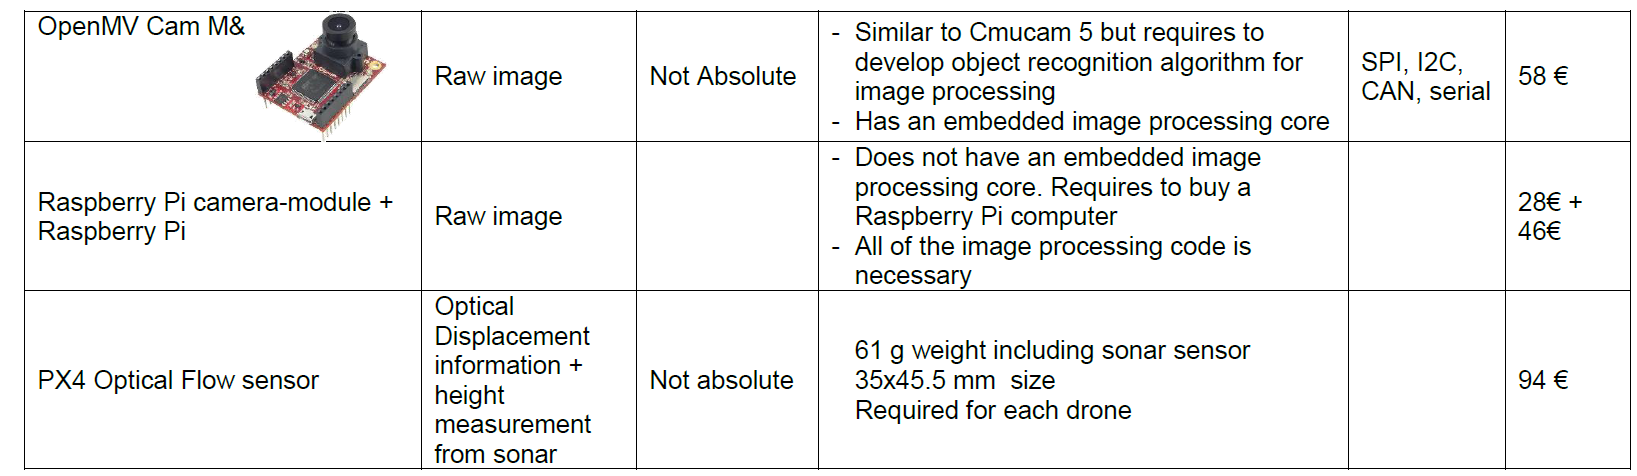 OpenMV Cam M&
Raw image
Not Absolute
- Similar to Cmucam 5 but requires to
develop object recognition algorithm for
image processing
- Has an embedded image processing core
SPI, I2C,
CAN, serial
58 €
Raspberry Pi camera-module +
Raspberry Pi
Raw image
- Does not have an embedded image
processing core. Requires to buy a
Raspberry Pi computer
- All of the image processing code is
necessary
28€ +
46€
PX4 Optical Flow sensor
Optical
Displacement
information +
height
measurement
from sonar
Not absolute
61 g weight including sonar sensor
35x45.5 mm  size
Required for each drone
94 €